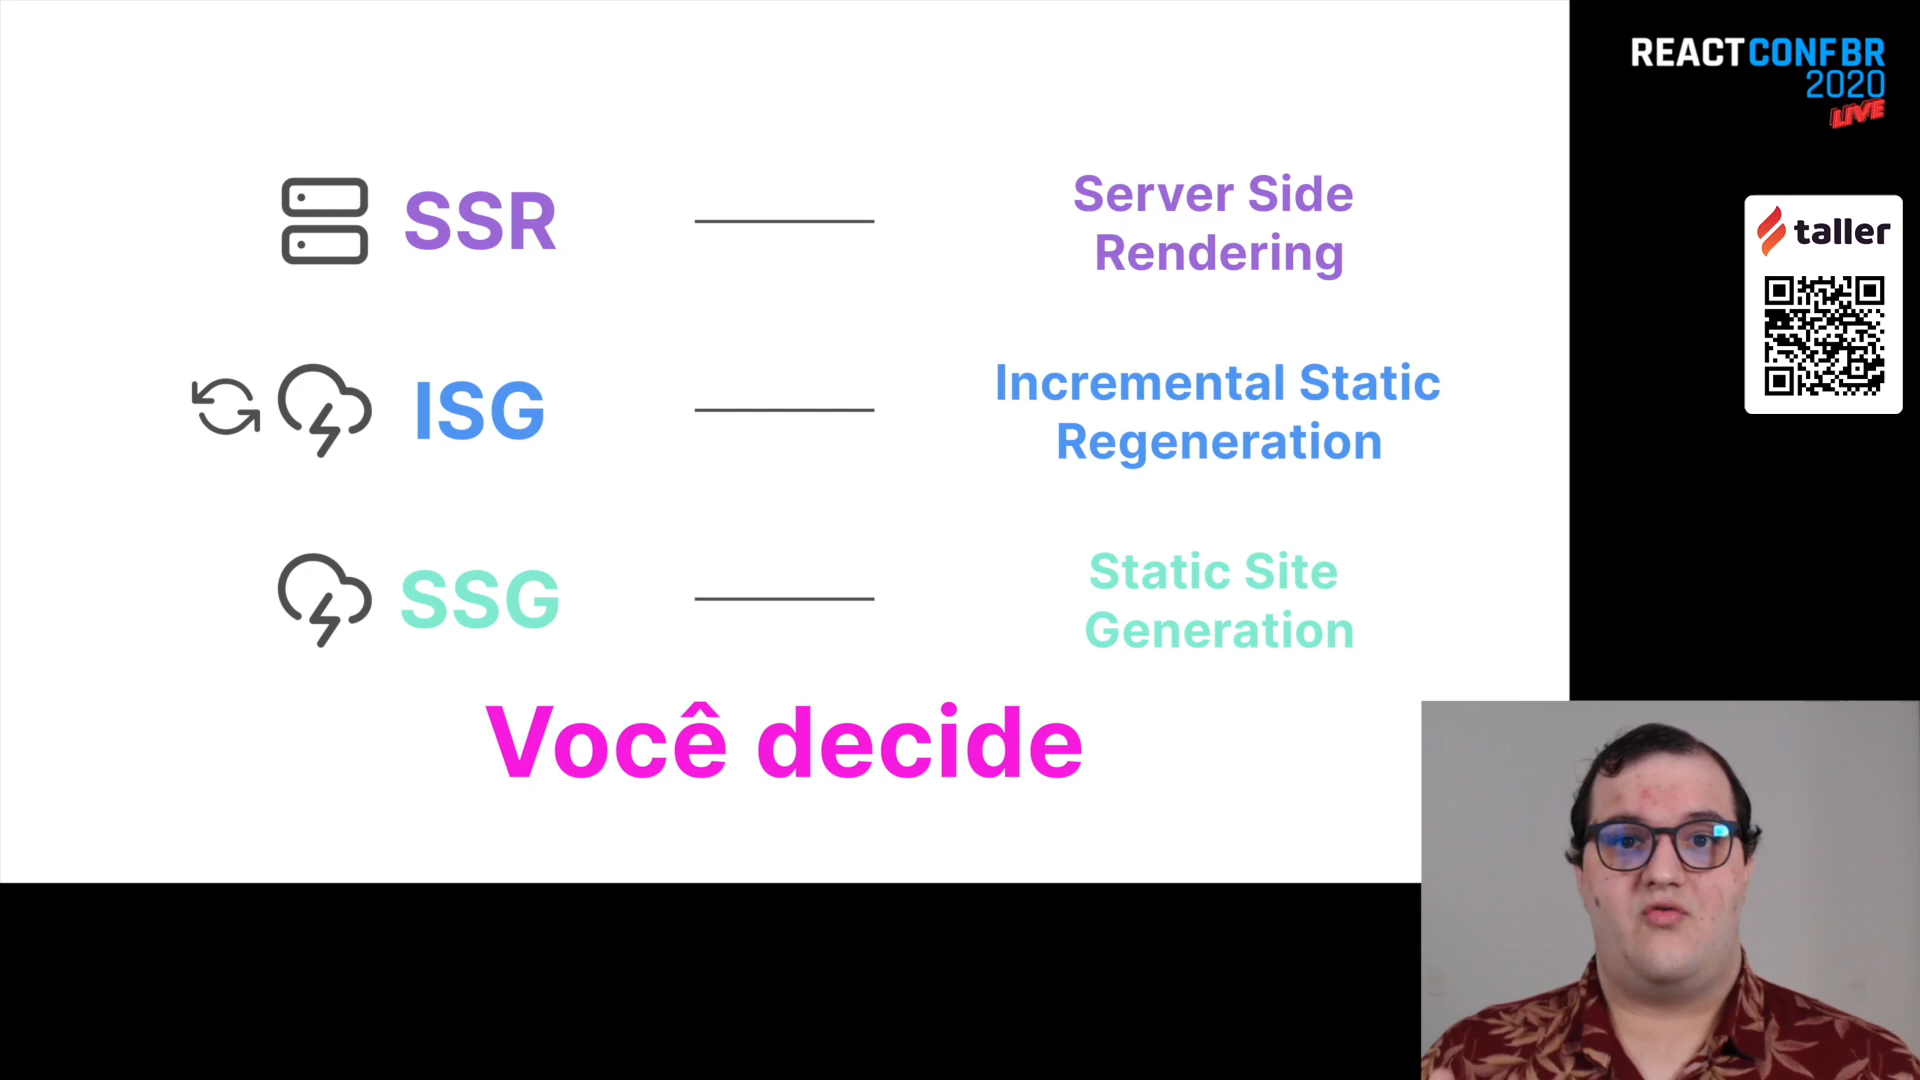 SSR
Server Side
Rendering
ISG
Incremental Static
Regeneration
SSG
Static Site
Generation
Você decide
REACTCONFBR
2020
LIVE
taller